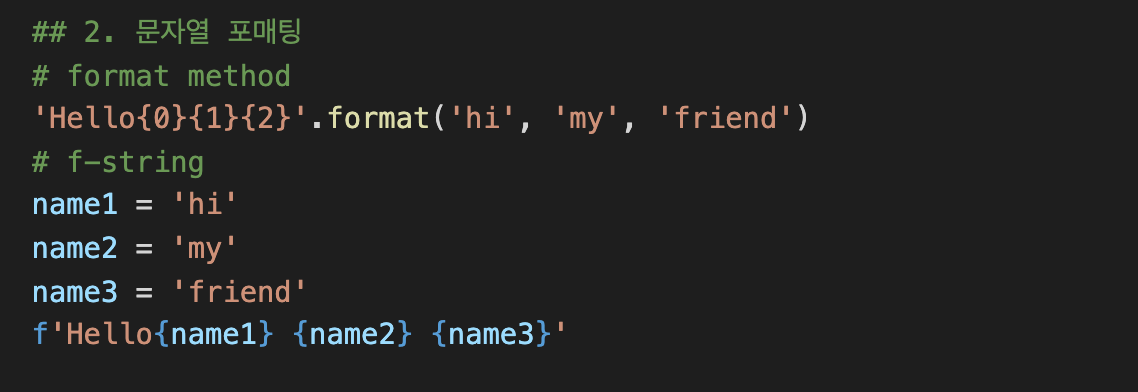 ## 2. 문자열 포매팅
# format method
'Hello{0}{1}{2}'.format('hi', 'my', 'friend')
# f-string
name1 = 'hi'
name2 = 'my'
name3 = 'friend'
f'Hello{name1} {name2} {name3}'